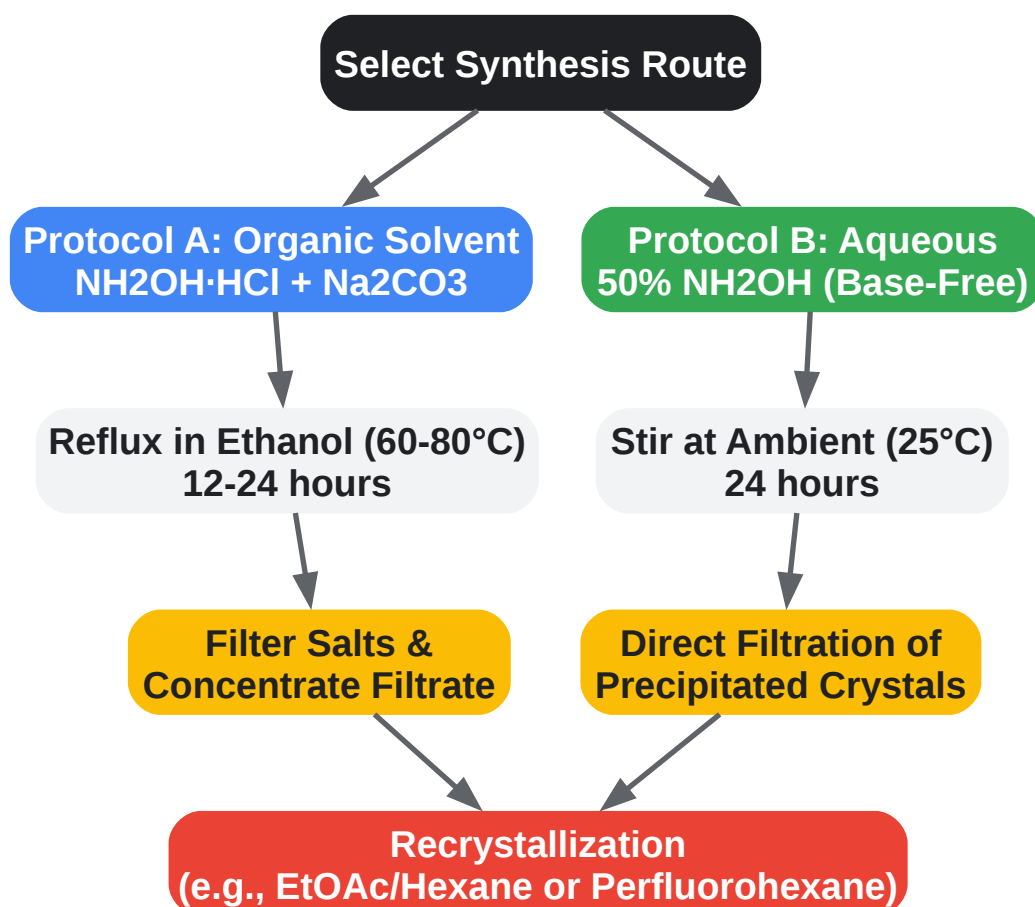 Select Synthesis Route
Protocol A: Organic Solvent
NH2OH·HCl + Na2CO3
Protocol B: Aqueous
50% NH2OH (Base-Free)
Reflux in Ethanol (60-80°C)
12-24 hours
Stir at Ambient (25°C)
24 hours
Filter Salts &
Concentrate Filtrate
Direct Filtration of
Precipitated Crystals
Recrystallization
(e.g., EtOAc/Hexane or Perfluorohexane)